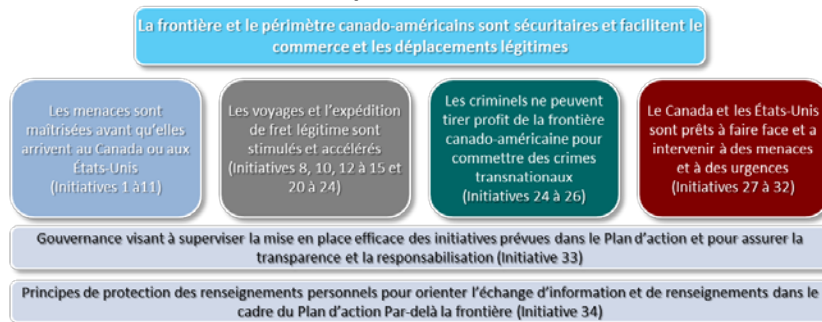 La frontière et le périmètre canado-américains sont sécuritaires et facilitent le
commerce et les déplacements légitimes
Les menaces sont
maîtrisées avant qu'elles
arrivent au Canada ou aux
États-Unis
(Initiatives 1 à11)
Les voyages et l'expédition
de fret légitime sont
stimulés et accélérés
(Initiatives 8, 10, 12 à 15 et
20 à 24)
Les criminels ne peuvent
tirer profit de la frontière
canado-américaine pour
commettre des crimes
transnationaux
(Initiatives 24 à 26)
Le Canada et les États-Unis
sont prêts à faire face et a
intervenir à des menaces
et à des urgences
(Initiatives 27 à 32)
Gouvernance visant à superviser la mise en place efficace des initiatives prévues dans le Plan d'action et pour assurer la
transparence et la responsabilisation (Initiative 33)
Principes de protection des renseignements personnels pour orienter l'échange d'information et de renseignements dans le
cadre du Plan d'action Par-delà la frontière (Initiative 34)